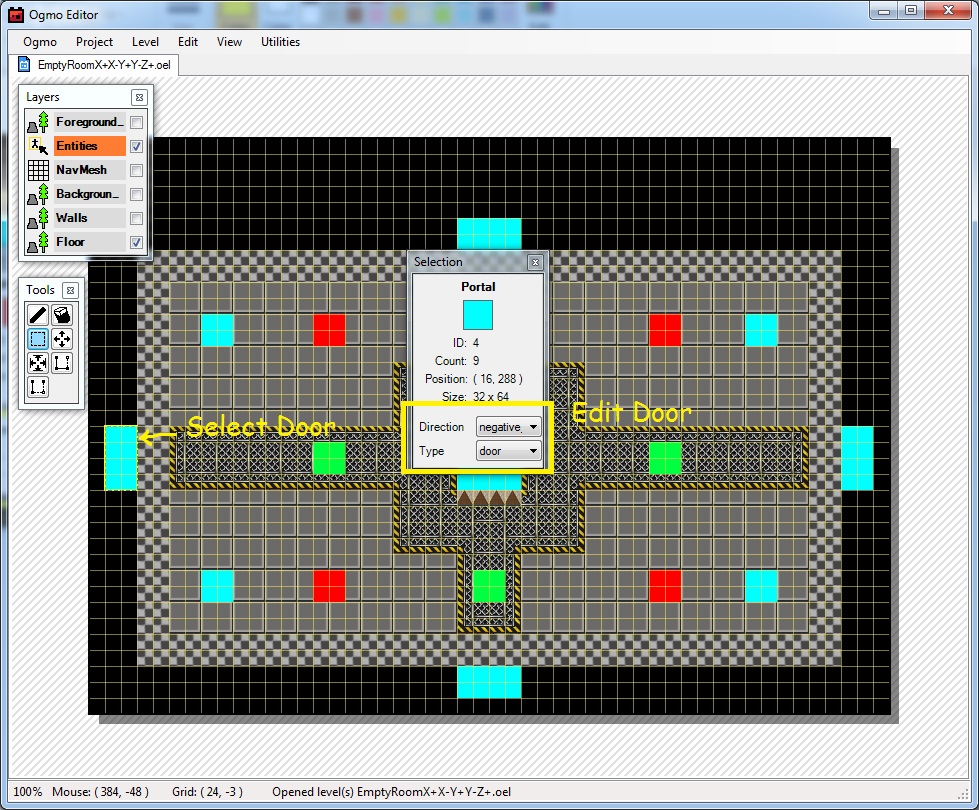 Ogmo Editor
Ogmo Project Level Edit View Utilities
EmptyRoomX+X-Y+Y-Z+.oel
Layers
Foreground_
Entities
NavMesh
Backgroun_
Walls
Floor
Tools
Selection
Portal
ID: 4
Count: 9
Position: ( 16, 288 )
Size: 32 x 64
Direction negative_
Type door
Select Door
Edit Door
100% Mouse: ( 384, -48 ) Grid: ( 24, -3 ) Opened level(s) EmptyRoomX+X-Y+Y-Z+.oel